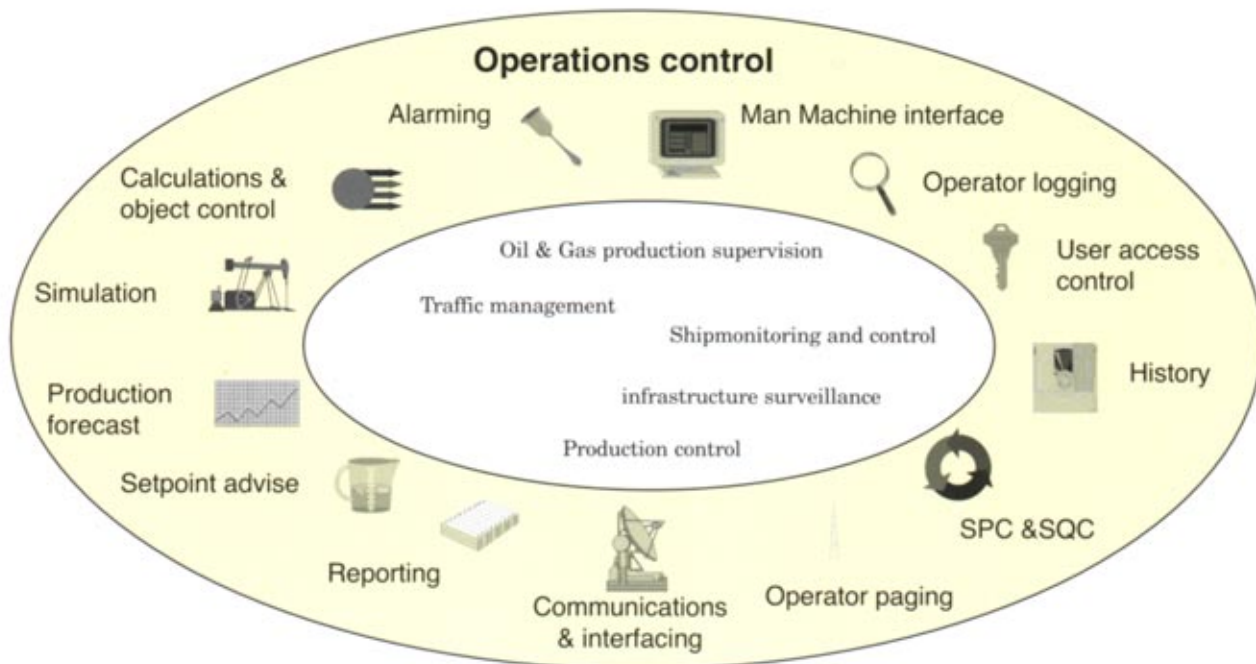 Operations control
Alarming
Man Machine interface
Calculations &
object control
Operator logging
User access
control
Simulation
History
Production
forecast
Setpoint advise
SPC &SQC
Reporting
Communications
& interfacing
Operator paging
Oil & Gas production supervision
Traffic management
Shipmonitoring and control
infrastructure surveillance
Production control